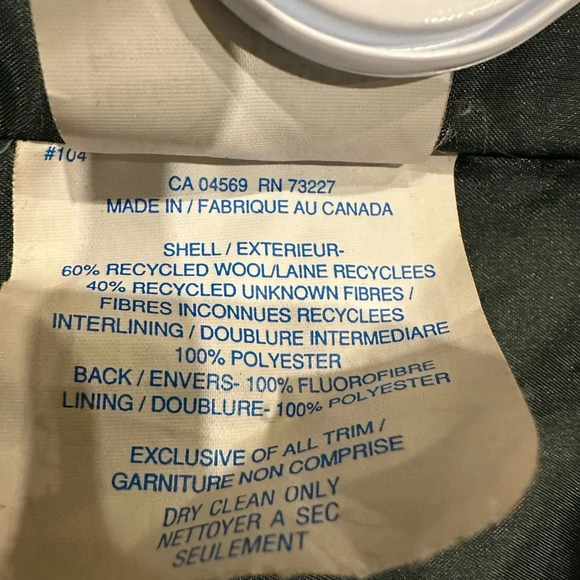 #104
CA 04569 RN 73227
MADE IN / FABRIQUE AU CANADA
SHELL / EXTERIEUR-
60% RECYCLED WOOL/LAINE RECYCLEES
40% RECYCLED UNKNOWN FIBRES /
FIBRES INCONNUES RECYCLEES
INTERLINING / DOUBLURE INTERMEDIARE
100% POLYESTER
BACK / ENVERS- 100% FLUOROFIBRE
LINING / DOUBLURE- 100% POLYESTER
EXCLUSIVE OF ALL TRIM /
GARNITURE NON COMPRISE
DRY CLEAN ONLY
NETTOYER A SEC
SEULEMENT